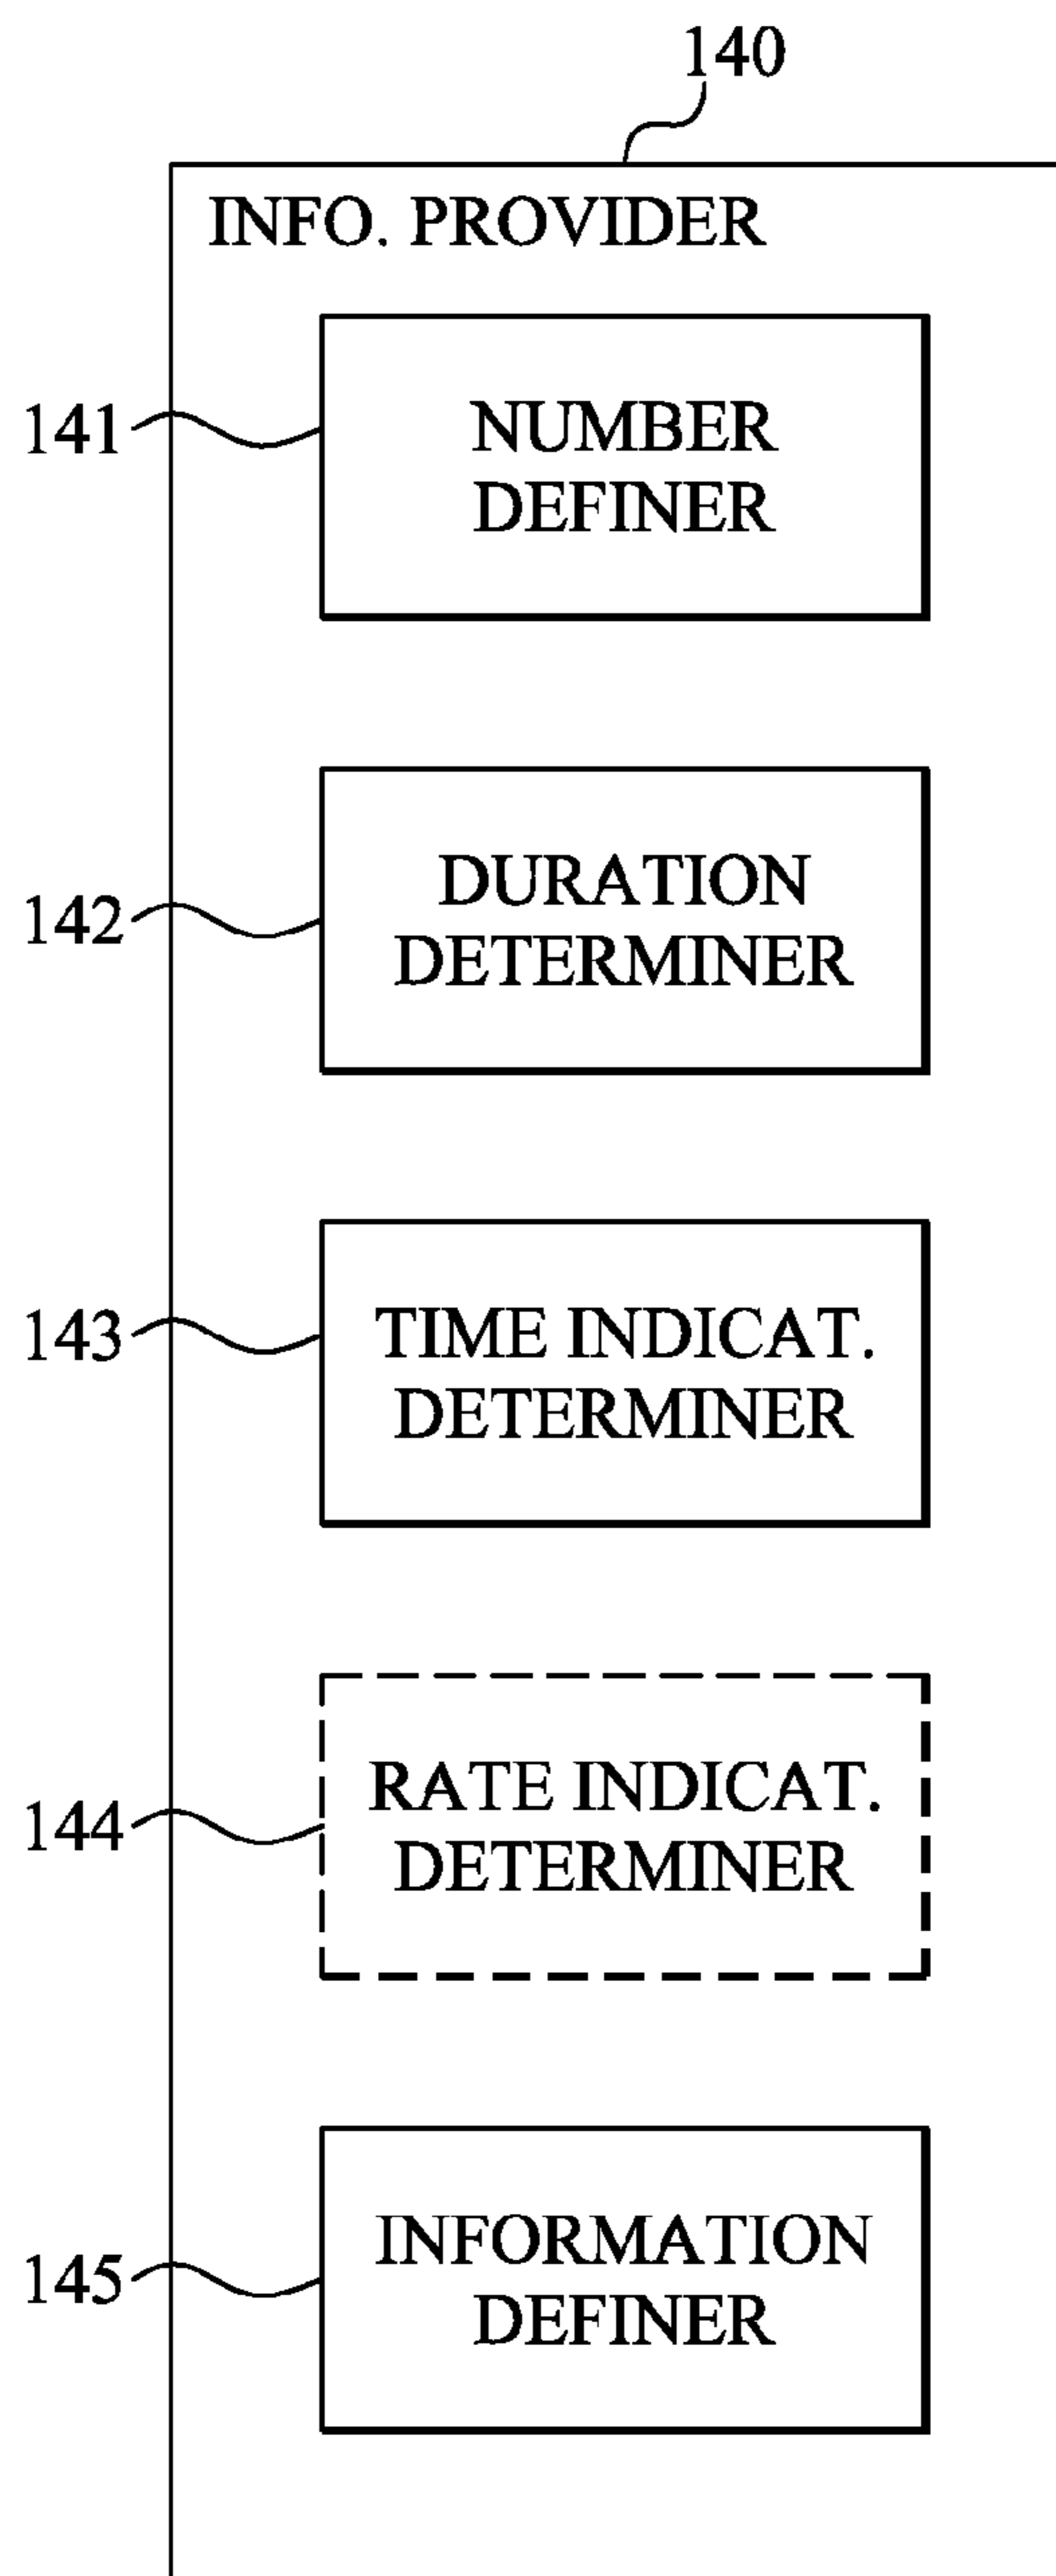 140
INFO. PROVIDER
141
NUMBER
DEFINER
142
DURATION
DETERMINER
143
TIME INDICAT.
DETERMINER
144
RATE INDICAT.
DETERMINER
145
INFORMATION
DEFINER